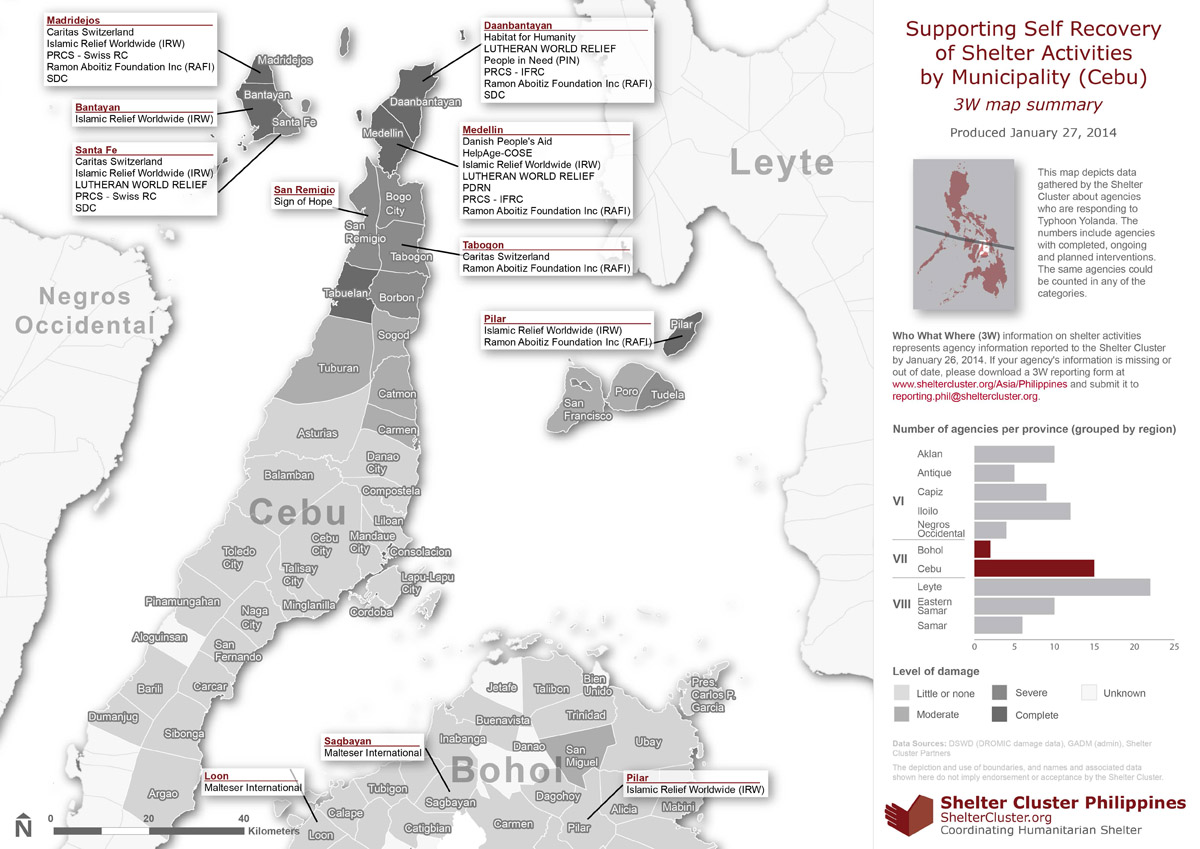 Madridejos
Caritas Switzerland
Islamic Relief Worldwide (IRW)
PRCS - Swiss RC
Ramon Aboitiz Foundation Inc (RAFI)
SDC
Bantayan
Islamic Relief Worldwide (IRW)
Santa Fe
Caritas Switzerland
Islamic Relief Worldwide (IRW)
LUTHERAN WORLD RELIEF
PRCS - Swiss RC
SDC
Daanbantayan
Habitat for Humanity
LUTHERAN WORLD RELIEF
People in Need (PIN)
PRCS - IFRC
Ramon Aboitiz Foundation Inc (RAFI)
SDC
Medellin
Danish People's Aid
HelpAge-COSE
Islamic Relief Worldwide (IRW)
LUTHERAN WORLD RELIEF
PDRN
PRCS - IFRC
Ramon Aboitiz Foundation Inc (RAFI)
San Remigio
Sign of Hope
Tabogon
Caritas Switzerland
Ramon Aboitiz Foundation Inc (RAFI)
Pilar
Islamic Relief Worldwide (IRW)
Ramon Aboitiz Foundation Inc (RAFI)
Madridejos
Bantayan
Santa Fe
Daanbantayan
Medellin
Bogo
City
San
Remigio
Tabogon
Tabuelan
Borbon
Sogod
Tuburan
Catmon
Carmen
Asturias
Danao
City
Balamban
Compostela
Cebu
Liloan
Cebu
City
Mandaue
City
Consolacion
Toledo
City
Talisay
City
Lapu-Lapu
City
Cordoba
Pinamungahan
Naga
City
Minglanilla
Aloguinsan
San
Fernando
Barili
Carcar
Dumanjug
Sibonga
Argao
Pilar
San
Francisco
Poro
Tudela
Leyte
Negros
Occidental
Jetafe
Talibon
Bien
Unido
Pres.
Carlos P.
Garcia
Buenavista
Trinidad
Inabanga
Danao
San
Miguel
Ubay
Bohol
Tubigon
Sagbayan
Dagohoy
Alicia
Mabini
Calape
Loon
Catigbian
Carmen
Pilar
Sagbayan
Malteser International
Loon
Malteser International
Pilar
Islamic Relief Worldwide (IRW)
N
0 20 40
Kilometers
Supporting Self Recovery
of Shelter Activities
by Municipality (Cebu)
3W map summary
Produced January 27, 2014
This map depicts data
gathered by the Shelter
Cluster about agencies
who are responding to
Typhoon Yolanda. The
numbers include agencies
with completed, ongoing
and planned interventions.
The same agencies could
be counted in any of the
categories.
Who What Where (3W) information on shelter activities
represents agency information reported to the Shelter Cluster
by January 26, 2014. If your agency's information is missing or
out of date, please download a 3W reporting form at
www.sheltercluster.org/Asia/Philippines and submit it to
reporting.phil@sheltercluster.org.
Number of agencies per province (grouped by region)
VI
Aklan
Antique
Capiz
Iloilo
Negros
Occidental
VII
Bohol
Cebu
VIII
Leyte
Eastern
Samar
Samar
0 5 10 15 20 25
Level of damage
Little or none
Severe
Unknown
Moderate
Complete
Data Sources: DSWD (DROMIC damage data), GADM (admin), Shelter
Cluster Partners
The depiction and use of boundaries, and names and associated data
shown here do not imply endorsement or acceptance by the Shelter Cluster.
Shelter Cluster Philippines
ShelterCluster.org
Coordinating Humanitarian Shelter